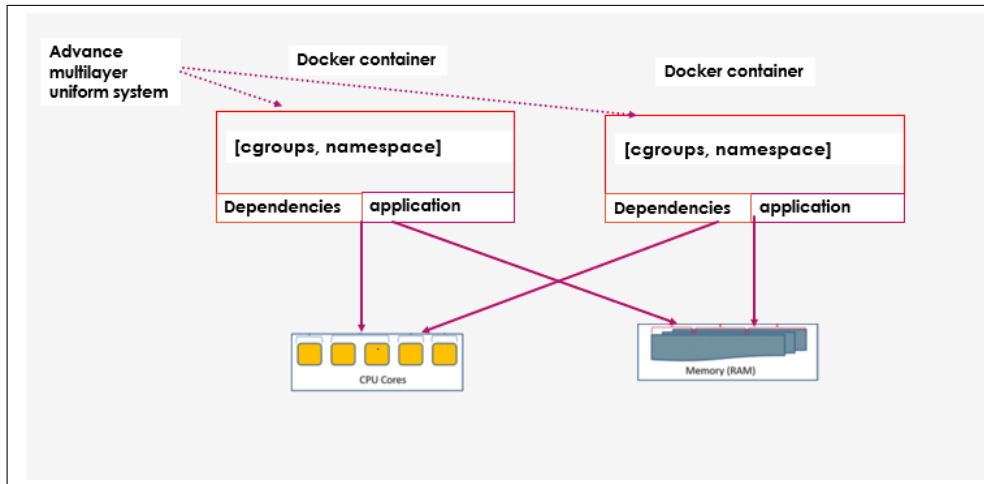 Advance
multilayer
uniform system
Docker container
Docker container
[cgroups, namespace]
[cgroups, namespace]
Dependencies
application
Dependencies
application
CPU Cores
Memory (RAM)